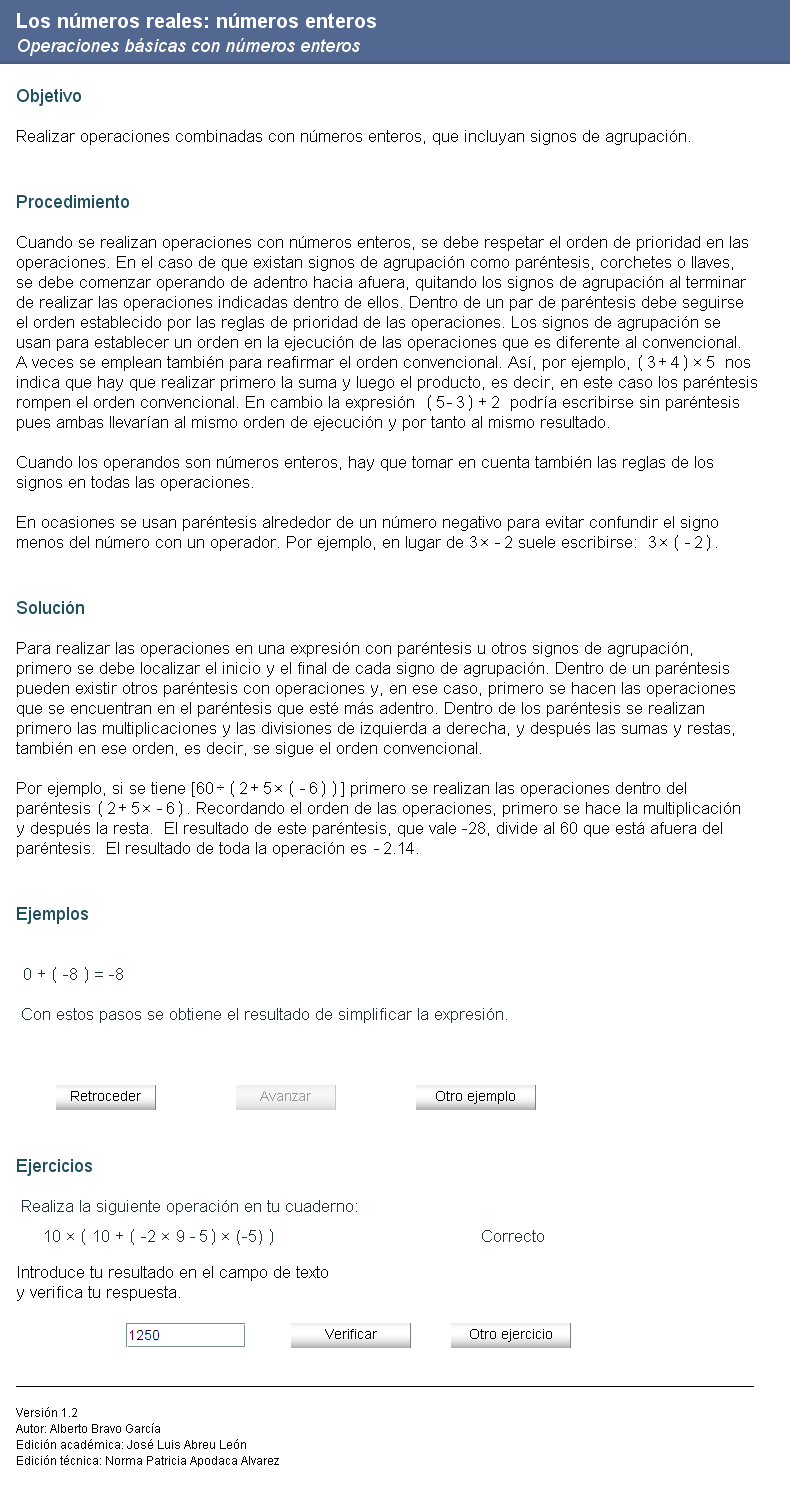 Los números reales: números enteros
Operaciones básicas con números enteros
Objetivo
Realizar operaciones combinadas con números enteros, que incluyan signos de agrupación.
Procedimiento
Cuando se realizan operaciones con números enteros, se debe respetar el orden de prioridad en las
operaciones. En el caso de que existan signos de agrupación como paréntesis, corchetes o llaves,
se debe comenzar operando de adentro hacia afuera, quitando los signos de agrupación al terminar
de realizar las operaciones indicadas dentro de ellos. Dentro de un par de paréntesis debe seguirse
el orden establecido por las reglas de prioridad de las operaciones. Los signos de agrupación se
usan para establecer un orden en la ejecución de las operaciones que es diferente al convencional.
A veces se emplean también para reafirmar el orden convencional. Así, por ejemplo, ( 3 + 4 ) × 5 nos
indica que hay que realizar primero la suma y luego el producto, es decir, en este caso los paréntesis
rompen el orden convencional. En cambio la expresión ( 5 - 3 ) + 2 podría escribirse sin paréntesis
pues ambas llevarían al mismo orden de ejecución y por tanto al mismo resultado.
Cuando los operandos son números enteros, hay que tomar en cuenta también las reglas de los
signos en todas las operaciones.
En ocasiones se usan paréntesis alrededor de un número negativo para evitar confundir el signo
menos del número con un operador. Por ejemplo, en lugar de 3 × - 2 suele escribirse: 3 × ( - 2 ) .
Solución
Para realizar las operaciones en una expresión con paréntesis u otros signos de agrupación,
primero se debe localizar el inicio y el final de cada signo de agrupación. Dentro de un paréntesis
pueden existir otros paréntesis con operaciones y, en ese caso, primero se hacen las operaciones
que se encuentran en el paréntesis que esté más adentro. Dentro de los paréntesis se realizan
primero las multiplicaciones y las divisiones de izquierda a derecha, y después las sumas y restas,
también en ese orden, es decir, se sigue el orden convencional.
Por ejemplo, si se tiene [60 ÷ ( 2 + 5 × ( - 6 ) ) ] primero se realizan las operaciones dentro del
paréntesis ( 2 + 5 × - 6 ) . Recordando el orden de las operaciones, primero se hace la multiplicación
y después la resta. El resultado de este paréntesis, que vale -28, divide al 60 que está afuera del
paréntesis. El resultado de toda la operación es - 2.14.
Ejemplos
0 + ( -8 ) = -8
Con estos pasos se obtiene el resultado de simplificar la expresión.
Retroceder Avanzar Otro ejemplo
Ejercicios
Realiza la siguiente operación en tu cuaderno:
10 × ( 10 + ( -2 × 9 - 5 ) × (-5) ) Correcto
Introduce tu resultado en el campo de texto
y verifica tu respuesta.
1250 Verificar Otro ejercicio
Versión 1.2
Autor: Alberto Bravo García
Edición académica: José Luis Abreu León
Edición técnica: Norma Patricia Apodaca Alvarez